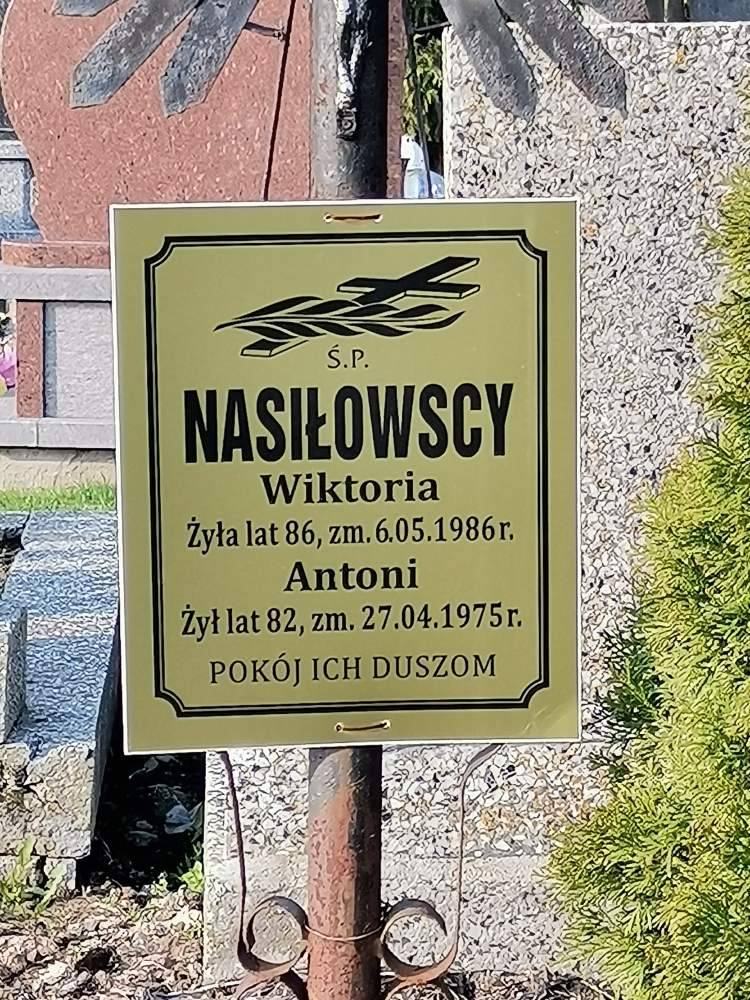 Ś.P.
NASIŁOWSCY
Wiktoria
Żyła lat 86, zm. 6.05.1986 r.
Antoni
Żył lat 82, zm. 27.04.1975 r.
POKÓJ ICH DUSZOM